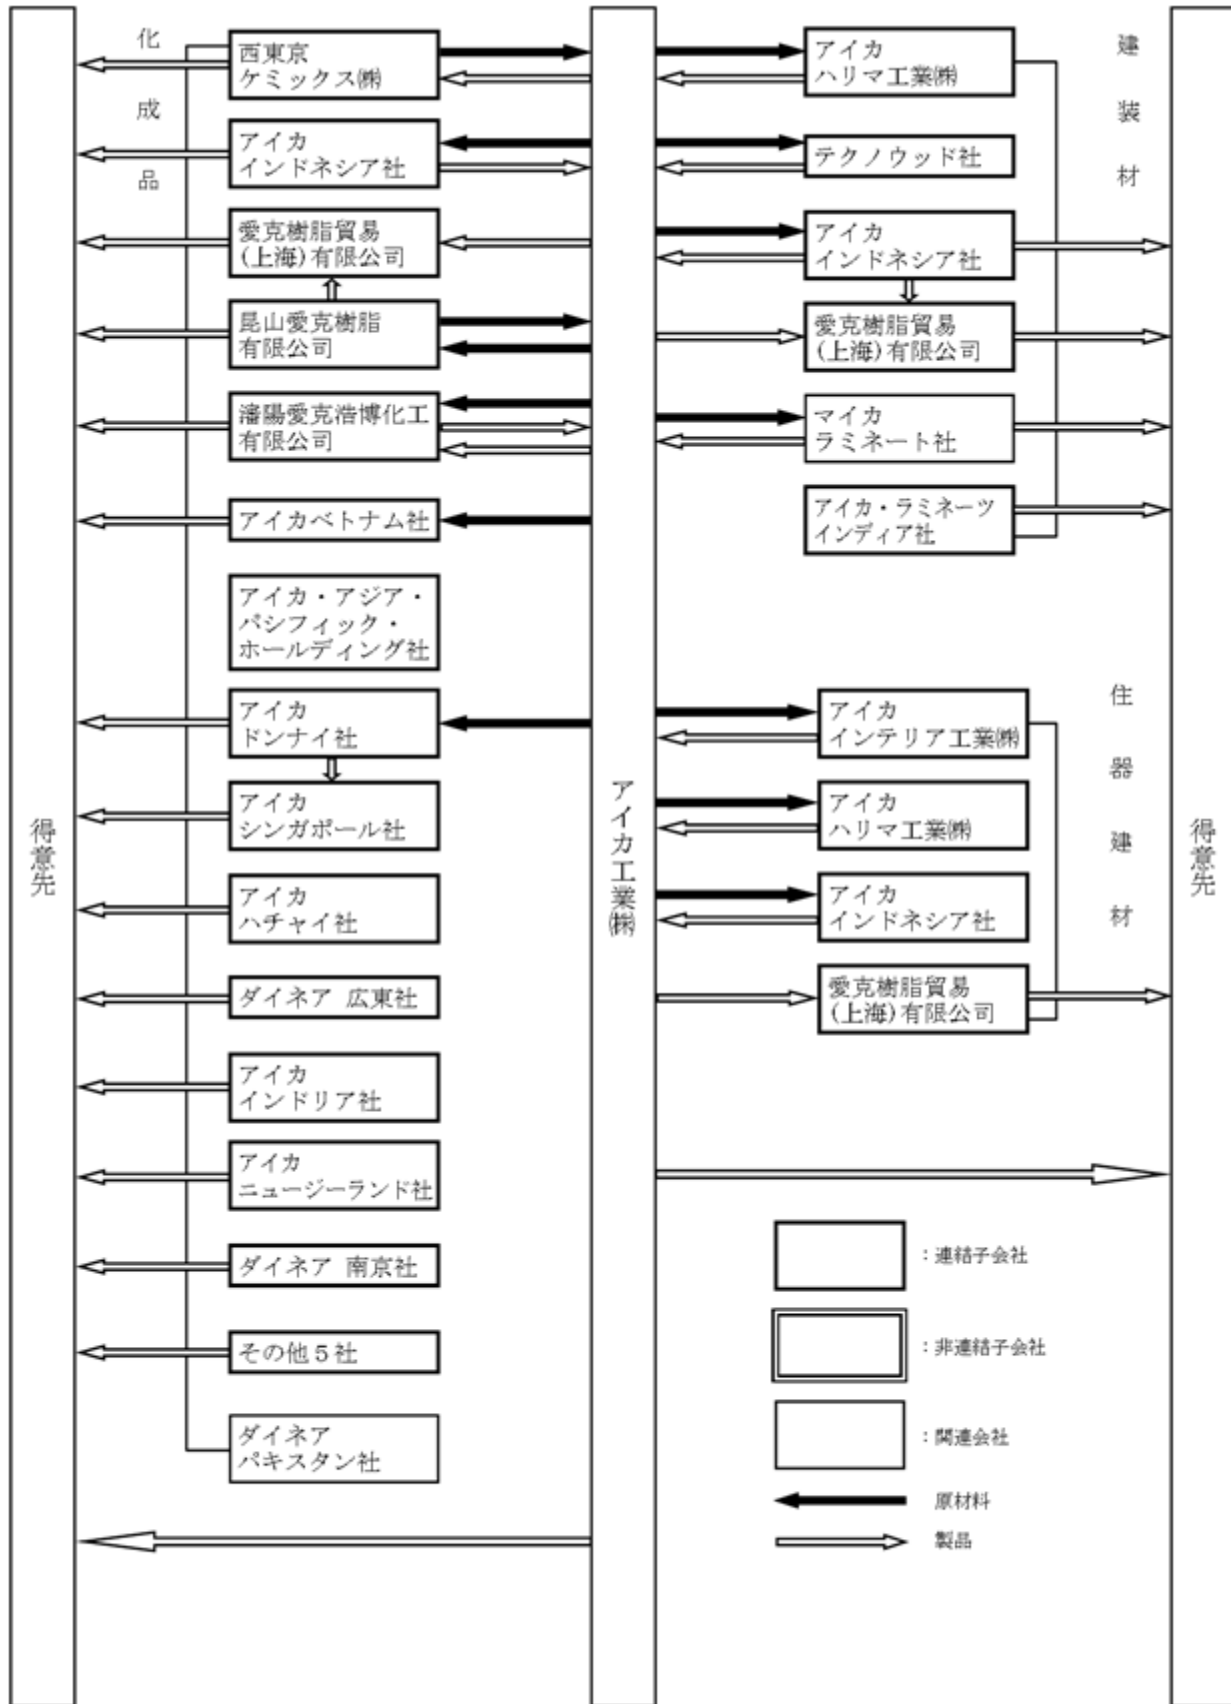 化
成
品
西東京
ケミックス㈱
アイカ
インドネシア社
愛克樹脂貿易
(上海)有限公司
昆山愛克樹脂
有限公司
瀋陽愛克浩博化工
有限公司
アイカベトナム社
アイカ・アジア・
パシフィック・
ホールディング社
アイカ
ドンナイ社
アイカ
シンガポール社
アイカ
ハチャイ社
ダイネア 広東社
アイカ
インドリア社
アイカ
ニュージーランド社
ダイネア 南京社
その他５社
ダイネア
パキスタン社
得意先
アイカ工業㈱
建
装
材
アイカ
ハリマ工業㈱
テクノウッド社
アイカ
インドネシア社
愛克樹脂貿易
(上海)有限公司
マイカ
ラミネート社
アイカ・ラミネーツ
インディア社
住
器
建
材
アイカ
インテリア工業㈱
アイカ
ハリマ工業㈱
アイカ
インドネシア社
愛克樹脂貿易
(上海)有限公司
得意先
：連結子会社
：非連結子会社
：関連会社
原材料
製品